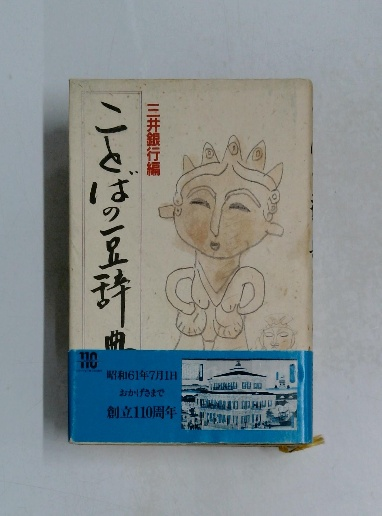 三井銀行編
ことばの豆辞典
110
昭和61年7月1日
おかげさまで
創立110周年